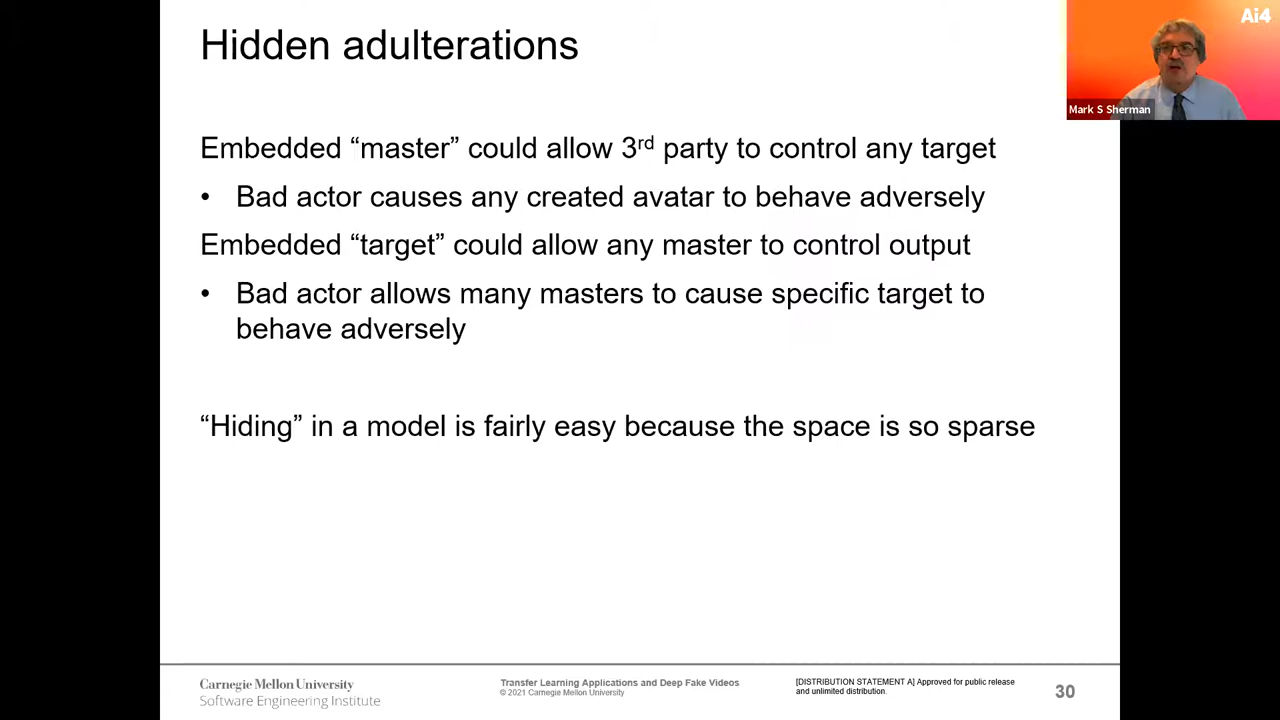 Hidden adulterations
Ai4
Mark S Sherman
Embedded “master” could allow 3rd party to control any target
• Bad actor causes any created avatar to behave adversely
Embedded “target” could allow any master to control output
• Bad actor allows many masters to cause specific target to
behave adversely
“Hiding” in a model is fairly easy because the space is so sparse
Carnegie Mellon University
Software Engineering Institute
Transfer Learning Applications and Deep Fake Videos
© 2021 Carnegie Mellon University
[DISTRIBUTION STATEMENT A] Approved for public release
and unlimited distribution.
30